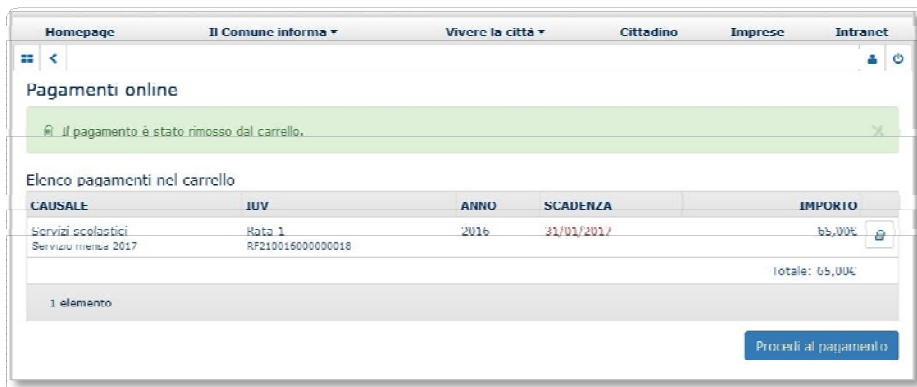 Homepage Il Comune informa Vivere la città Cittadino Imprese Intranet
Pagamenti online
Il pagamento è stato rimosso dal carrello.
Elenco pagamenti nel carrello
CAUSALE IUV ANNO SCADENZA IMPORTO
Servizi scolastici Rata 1 2016 31/01/2017 65,00€
Servizio mensa 2017 RF210016000000018
Totale: 65,00€
1 elemento
Procedi al pagamento